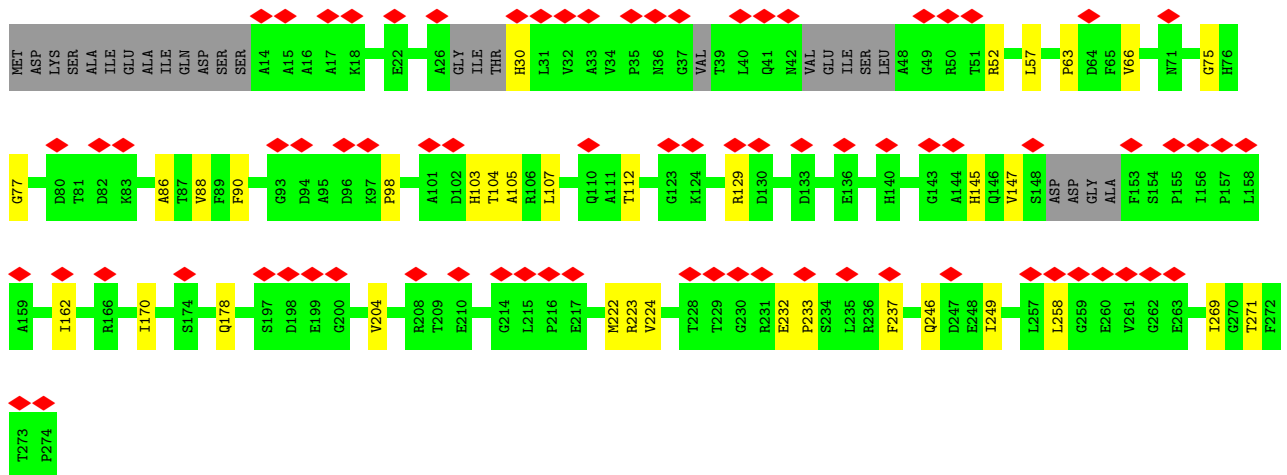 MET ASP LYS SER ALA ILE GLU ALA ILE GLN ASP SER SER A14 A15 A16 A17 K18 E22 A26 GLY ILE THR H30 L31 V32 A33 V34 P35 N36 G37 VAL T39 L40 Q41 N42 VAL GLU ILE SER LEU A48 G49 R50 T51 R52 L57 P63 D64 F65 V66 N71 G75 H76
G77 D80 T81 D82 K83 A86 T87 V88 F89 F90 G93 D94 A95 D96 K97 P98 A101 D102 H103 T104 A105 R106 L107 Q110 A111 T112 G123 K124 R129 D130 D133 E136 H140 G143 A144 H145 Q146 V147 S148 ASP ASP GLY ALA F153 S154 P155 I156 P157 L158
A159 I162 R166 I170 S174 Q178 S197 D198 E199 G200 V204 R208 T209 E210 G214 L215 P216 E217 M222 R223 V224 T228 T229 G230 R231 E232 P233 S234 L235 R236 F237 Q246 D247 E248 I249 L257 L258 G259 E260 V261 G262 E263 I269 G270 T271 F272
T273 P274